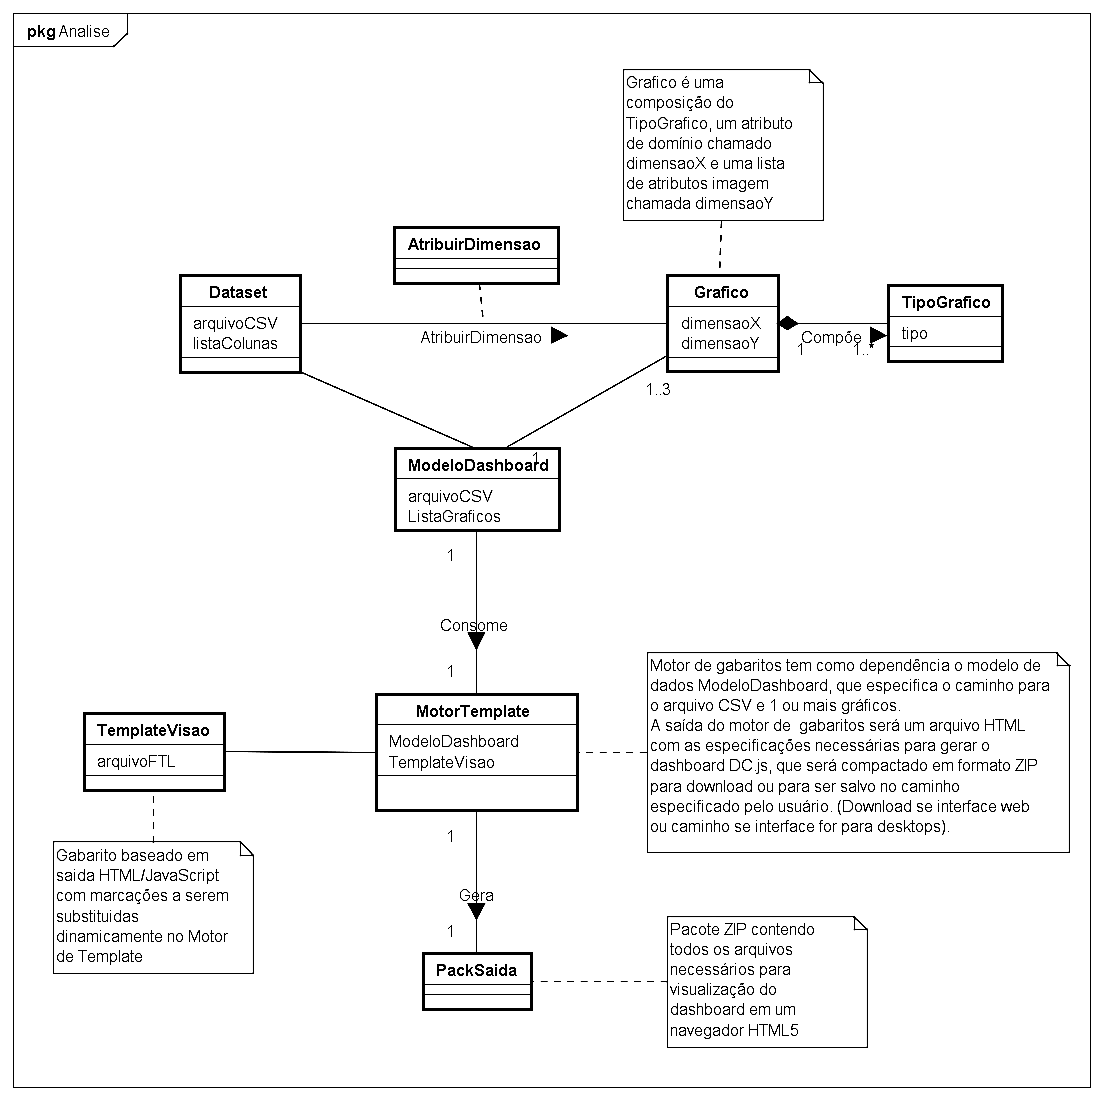 pkg Analise
Grafico é uma
composição do
TipoGrafico, um atributo
de domínio chamado
dimensaoX e uma lista
de atributos imagem
chamada dimensaoY
AtribuirDimensao
Dataset
arquivoCSV
listaColunas
AtribuirDimensao
Grafico
dimensaoX
dimensaoY
Compõe
1
1..*
TipoGrafico
tipo
1..3
1
ModeloDashboard
arquivoCSV
ListaGraficos
1
Consome
1
MotorTemplate
ModeloDashboard
TemplateVisao
Motor de gabaritos tem como dependência o modelo de
dados ModeloDashboard, que especifica o caminho para
o arquivo CSV e 1 ou mais gráficos.
A saída do motor de gabaritos será um arquivo HTML
com as especificações necessárias para gerar o
dashboard DC.js, que será compactado em formato ZIP
para download ou para ser salvo no caminho
especificado pelo usuário. (Download se interface web
ou caminho se interface for para desktops).
TemplateVisao
arquivoFTL
Gabarito baseado em
saida HTML/JavaScript
com marcações a serem
substituidas
dinamicamente no Motor
de Template
1
Gera
1
PackSaida
Pacote ZIP contendo
todos os arquivos
necessários para
visualização do
dashboard em um
navegador HTML5